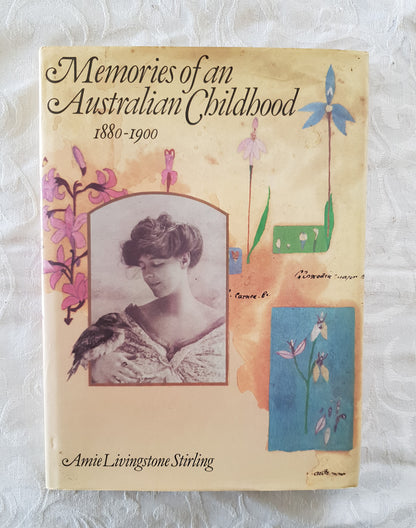 Memories of an
Australian Childhood
1880-1900
Amie Livingstone Stirling